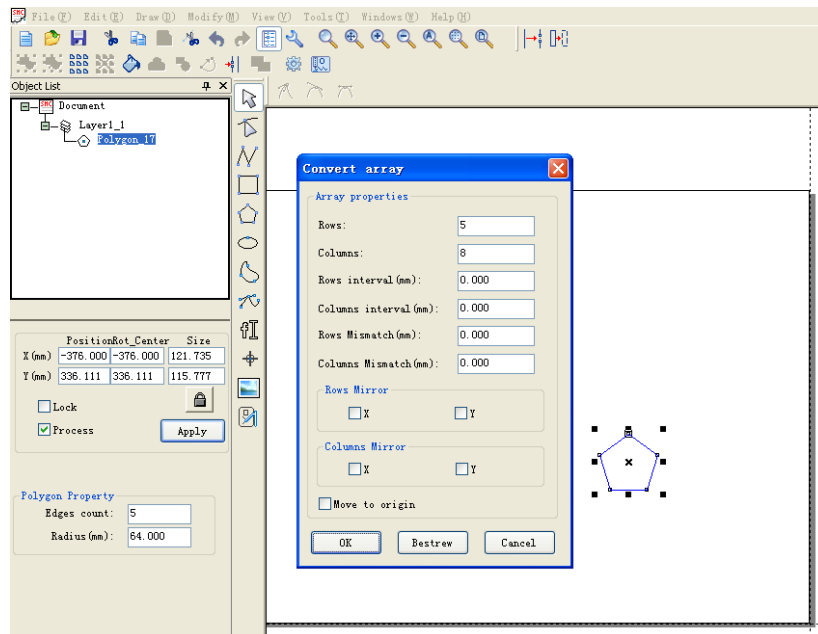 File(F) Edit(E) Draw(D) Modify(M) View(V) Tools(T) Windows(W) Help(H)
Object List
SMC Document
Layer1_1
Polygon_17
Convert array
Array properties
Rows: 5
Columns: 8
Rows interval(mm): 0.000
Columns interval(mm): 0.000
Rows Mismatch(mm): 0.000
Columns Mismatch(mm): 0.000
Rows Mirror
X Y
Columns Mirror
X Y
Move to origin
OK Bestrew Cancel
Position Rot_Center Size
X(mm) -376.000 -376.000 121.735
Y(mm) 336.111 336.111 115.777
Lock
Process Apply
Polygon Property
Edges count: 5
Radius(mm): 64.000